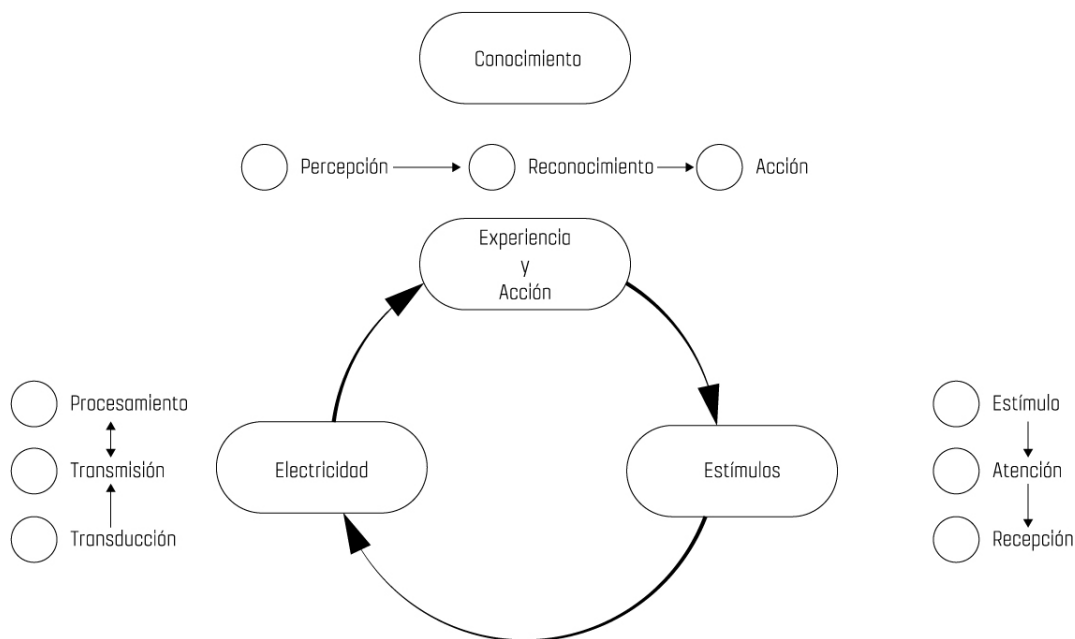 Conocimiento
Percepción
Reconocimiento
Acción
Experiencia
y
Acción
Procesamiento
Transmisión
Transducción
Electricidad
Estímulos
Estímulo
Atención
Recepción